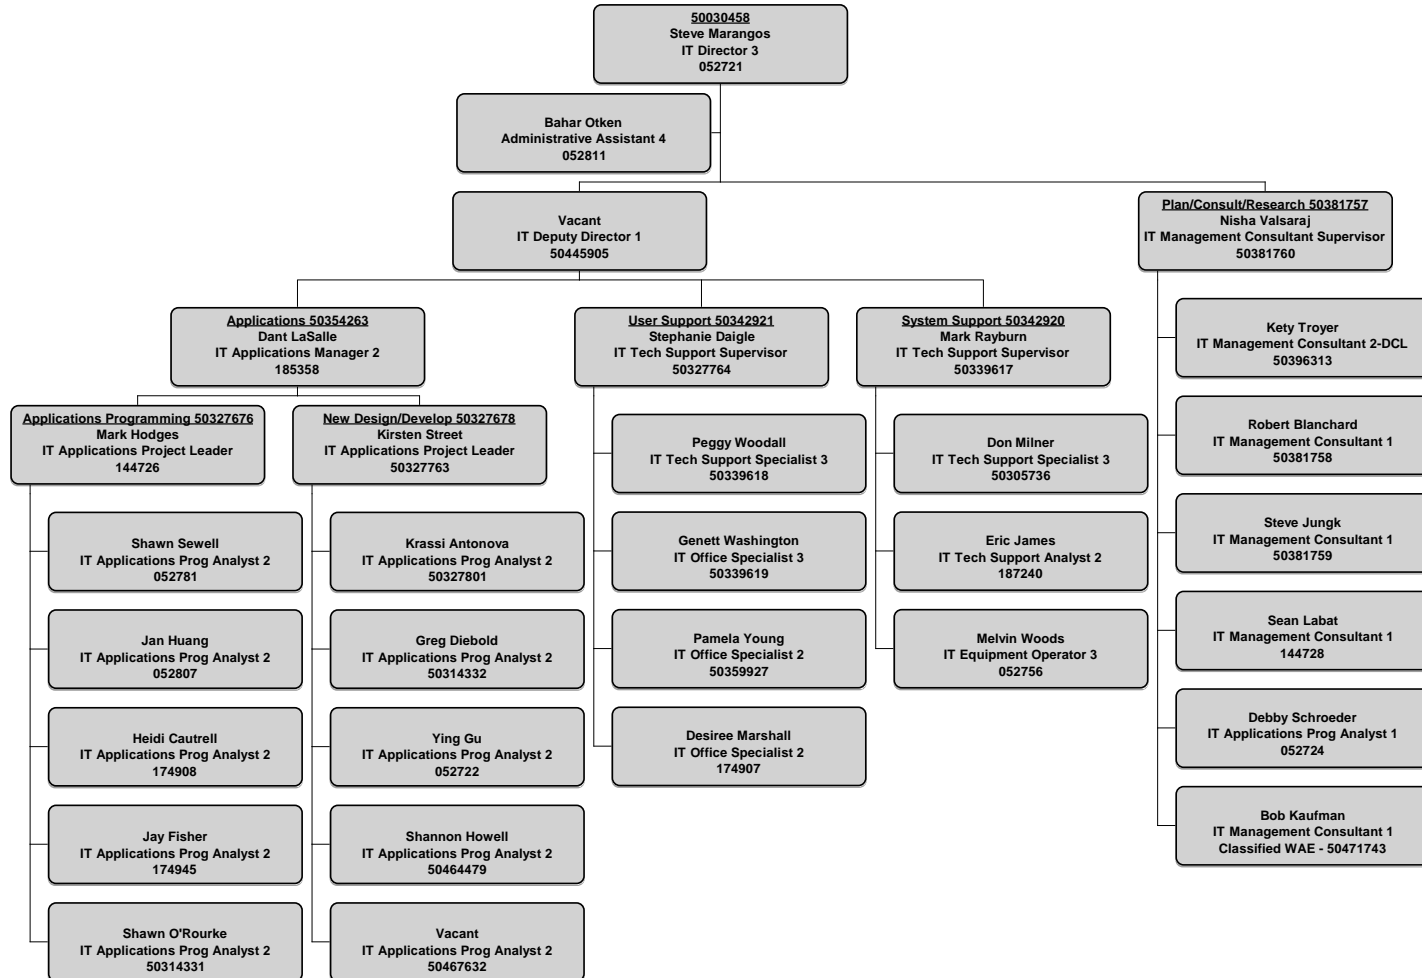 50030458
Steve Marangos
IT Director 3
052721
Bahar Otken
Administrative Assistant 4
052811
Vacant
IT Deputy Director 1
50445905
Plan/Consult/Research 50381757
Nisha Valsaraj
IT Management Consultant Supervisor
50381760
Applications 50354263
Dant LaSalle
IT Applications Manager 2
185358
User Support 50342921
Stephanie Daigle
IT Tech Support Supervisor
50327764
System Support 50342920
Mark Rayburn
IT Tech Support Supervisor
50339617
Applications Programming 50327676
Mark Hodges
IT Applications Project Leader
144726
New Design/Develop 50327678
Kirsten Street
IT Applications Project Leader
50327763
Shawn Sewell
IT Applications Prog Analyst 2
052781
Jan Huang
IT Applications Prog Analyst 2
052807
Heidi Cautrell
IT Applications Prog Analyst 2
174908
Jay Fisher
IT Applications Prog Analyst 2
174945
Shawn O'Rourke
IT Applications Prog Analyst 2
50314331
Krassi Antonova
IT Applications Prog Analyst 2
50327801
Greg Diebold
IT Applications Prog Analyst 2
50314332
Ying Gu
IT Applications Prog Analyst 2
052722
Shannon Howell
IT Applications Prog Analyst 2
50464479
Vacant
IT Applications Prog Analyst 2
50467632
Peggy Woodall
IT Tech Support Specialist 3
50339618
Genett Washington
IT Office Specialist 3
50339619
Pamela Young
IT Office Specialist 2
50359927
Desiree Marshall
IT Office Specialist 2
174907
Don Milner
IT Tech Support Specialist 3
50305736
Eric James
IT Tech Support Analyst 2
187240
Melvin Woods
IT Equipment Operator 3
052756
Kety Troyer
IT Management Consultant 2-DCL
50396313
Robert Blanchard
IT Management Consultant 1
50381758
Steve Jungk
IT Management Consultant 1
50381759
Sean Labat
IT Management Consultant 1
144728
Debby Schroeder
IT Applications Prog Analyst 1
052724
Bob Kaufman
IT Management Consultant 1
Classified WAE - 50471743